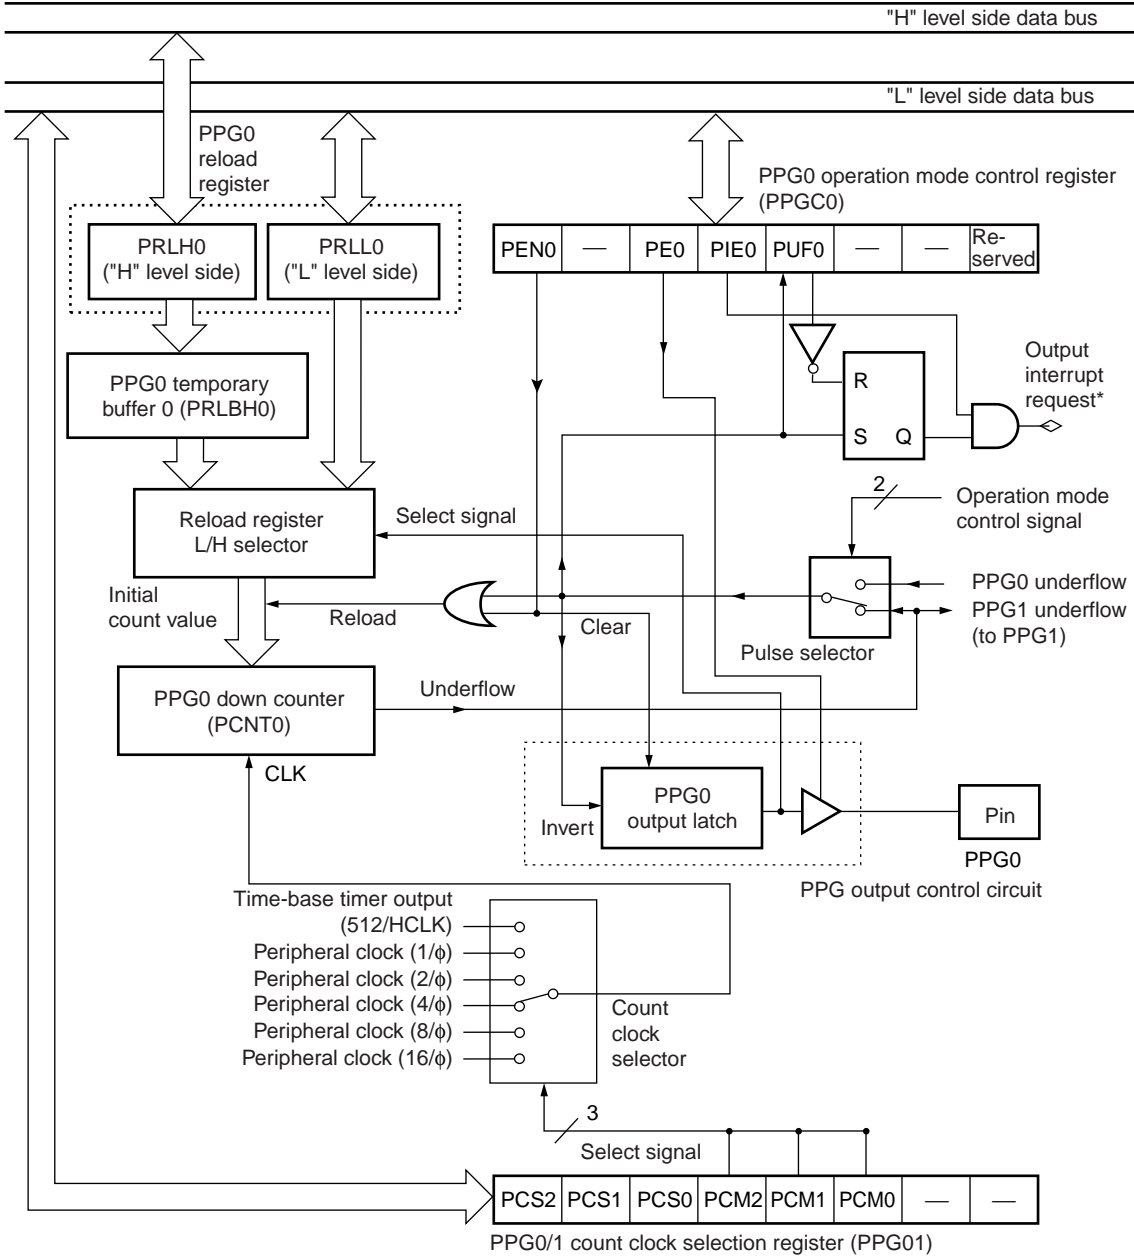 "H" level side data bus
"L" level side data bus
PPG0
reload
register
PPG0 operation mode control register
(PPGC0)
PRLH0
("H" level side)
PRLL0
("L" level side)
PEN0
—
PE0
PIE0
PUF0
—
—
Re-
served
PPG0 temporary
buffer 0 (PRLBH0)
R
S
Q
Output
interrupt
request*
Reload register
L/H selector
Select signal
2
Operation mode
control signal
Initial
count value
Reload
Clear
PPG0 underflow
PPG1 underflow
(to PPG1)
Pulse selector
PPG0 down counter
(PCNT0)
Underflow
CLK
PPG0
output latch
Invert
Pin
PPG0
PPG output control circuit
Time-base timer output
(512/HCLK)
Peripheral clock (1/ϕ)
Peripheral clock (2/ϕ)
Peripheral clock (4/ϕ)
Peripheral clock (8/ϕ)
Peripheral clock (16/ϕ)
Count
clock
selector
3
Select signal
PCS2
PCS1
PCS0
PCM2
PCM1
PCM0
—
—
PPG0/1 count clock selection register (PPG01)